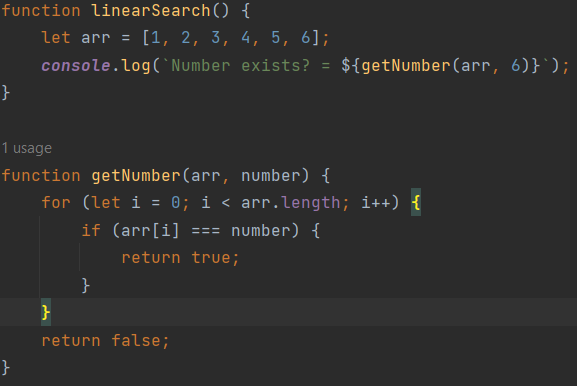 function linearSearch() {
    let arr = [1, 2, 3, 4, 5, 6];
    console.log(`Number exists? = ${getNumber(arr, 6)}`);
}
1 usage
function getNumber(arr, number) {
    for (let i = 0; i < arr.length; i++) {
        if (arr[i] === number) {
            return true;
        }
    }
    return false;
}